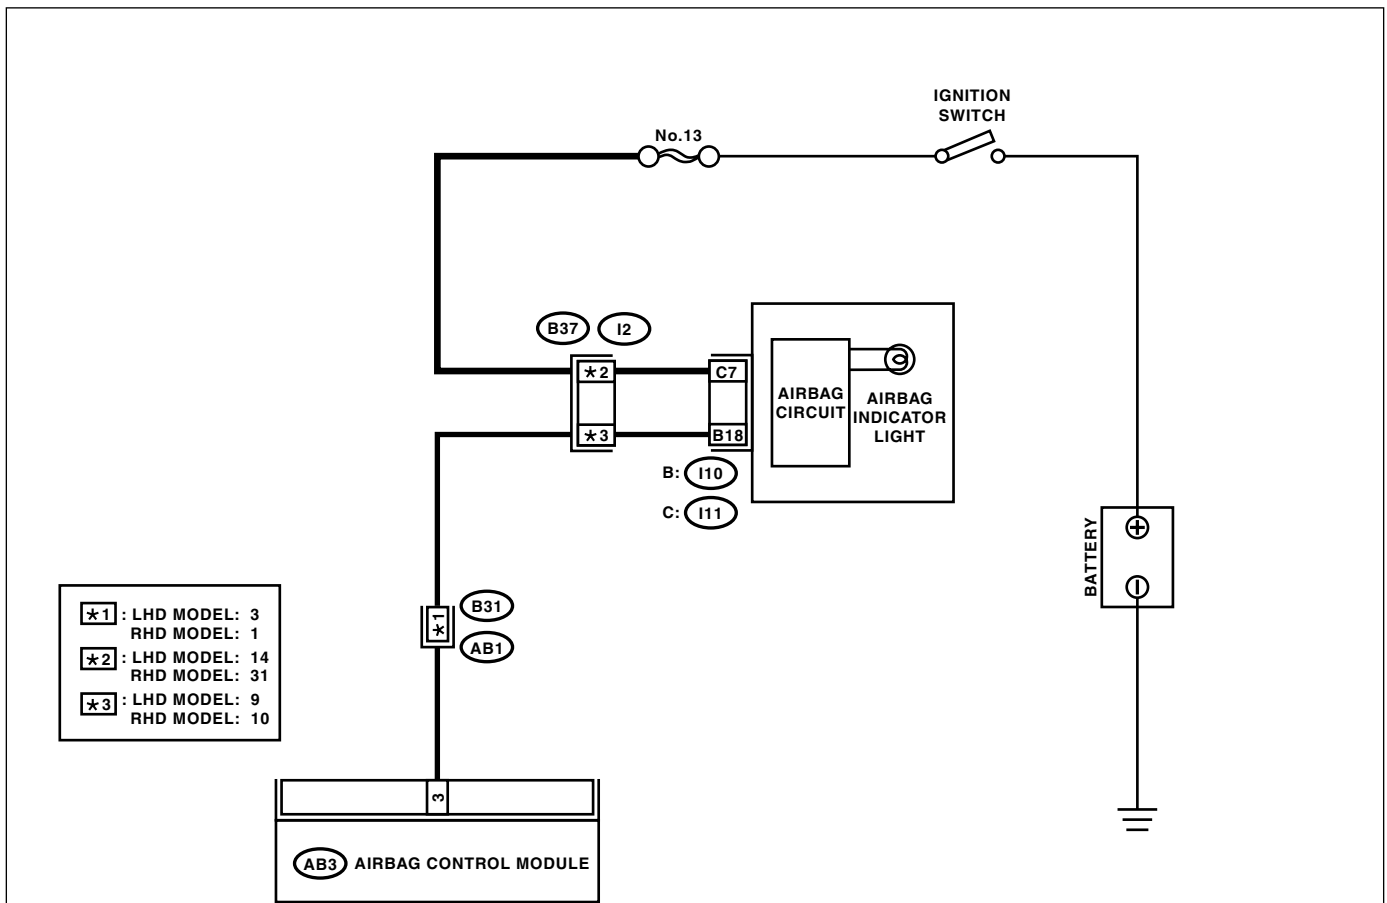 IGNITION
SWITCH
No.13
B37 I2
*2 C7
AIRBAG
CIRCUIT
AIRBAG
INDICATOR
LIGHT
*3 B18
B: I10
C: I11
BATTERY
+
−
*1 : LHD MODEL: 3
RHD MODEL: 1
*2 : LHD MODEL: 14
RHD MODEL: 31
*3 : LHD MODEL: 9
RHD MODEL: 10
*1
B31
AB1
3
AB3 AIRBAG CONTROL MODULE